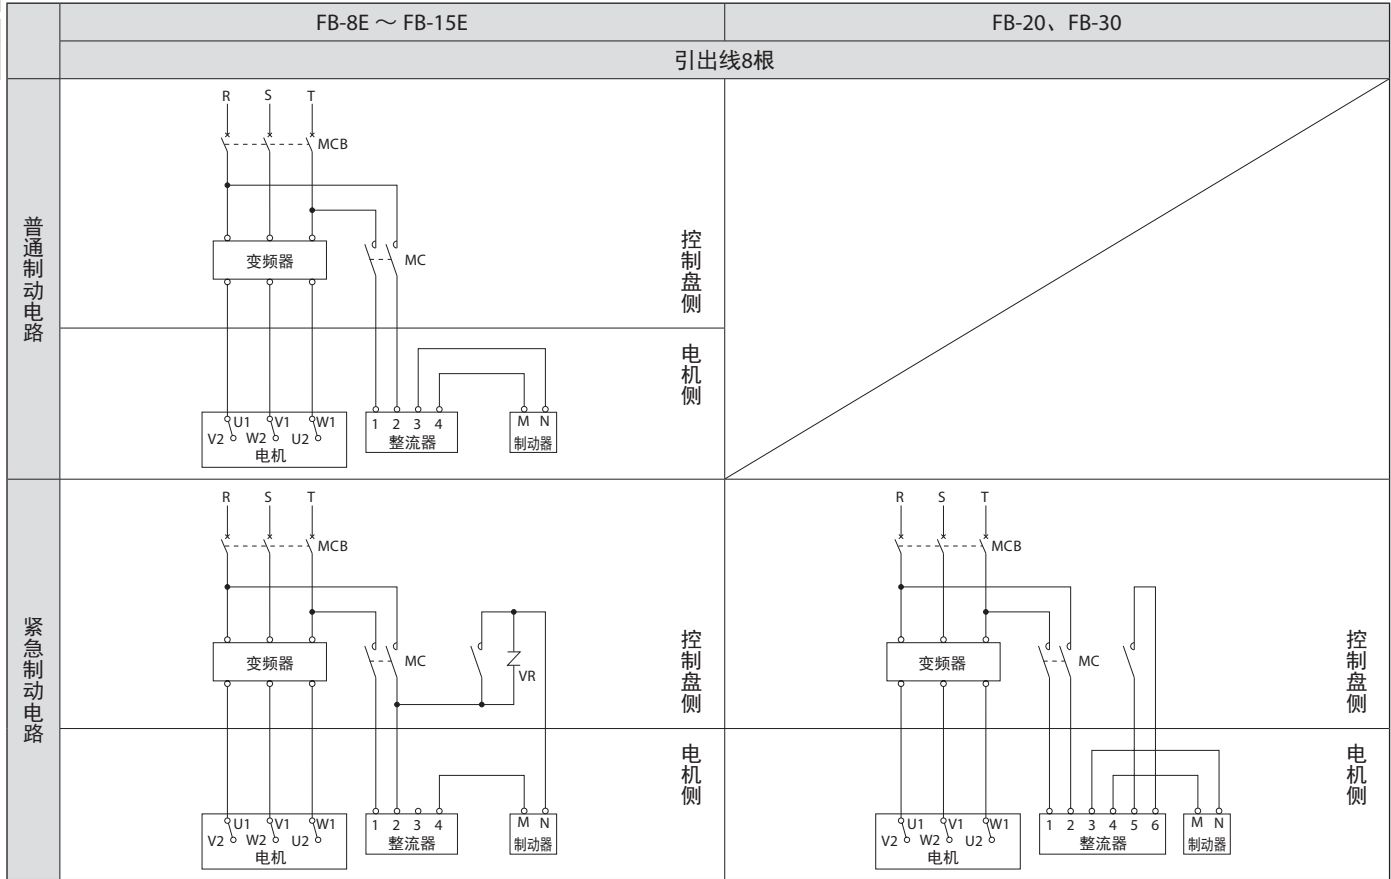 FB-8E ～ FB-15E
FB-20、FB-30
引出线8根
普通制动电路
R S T
MCB
变频器
MC
控制盘侧
电机侧
U1 V1 W1
V2 W2 U2
电机
1 2 3 4
整流器
M N
制动器
紧急制动电路
R S T
MCB
变频器
MC
VR
控制盘侧
电机侧
U1 V1 W1
V2 W2 U2
电机
1 2 3 4
整流器
M N
制动器
R S T
MCB
变频器
MC
控制盘侧
电机侧
U1 V1 W1
V2 W2 U2
电机
1 2 3 4 5 6
整流器
M N
制动器